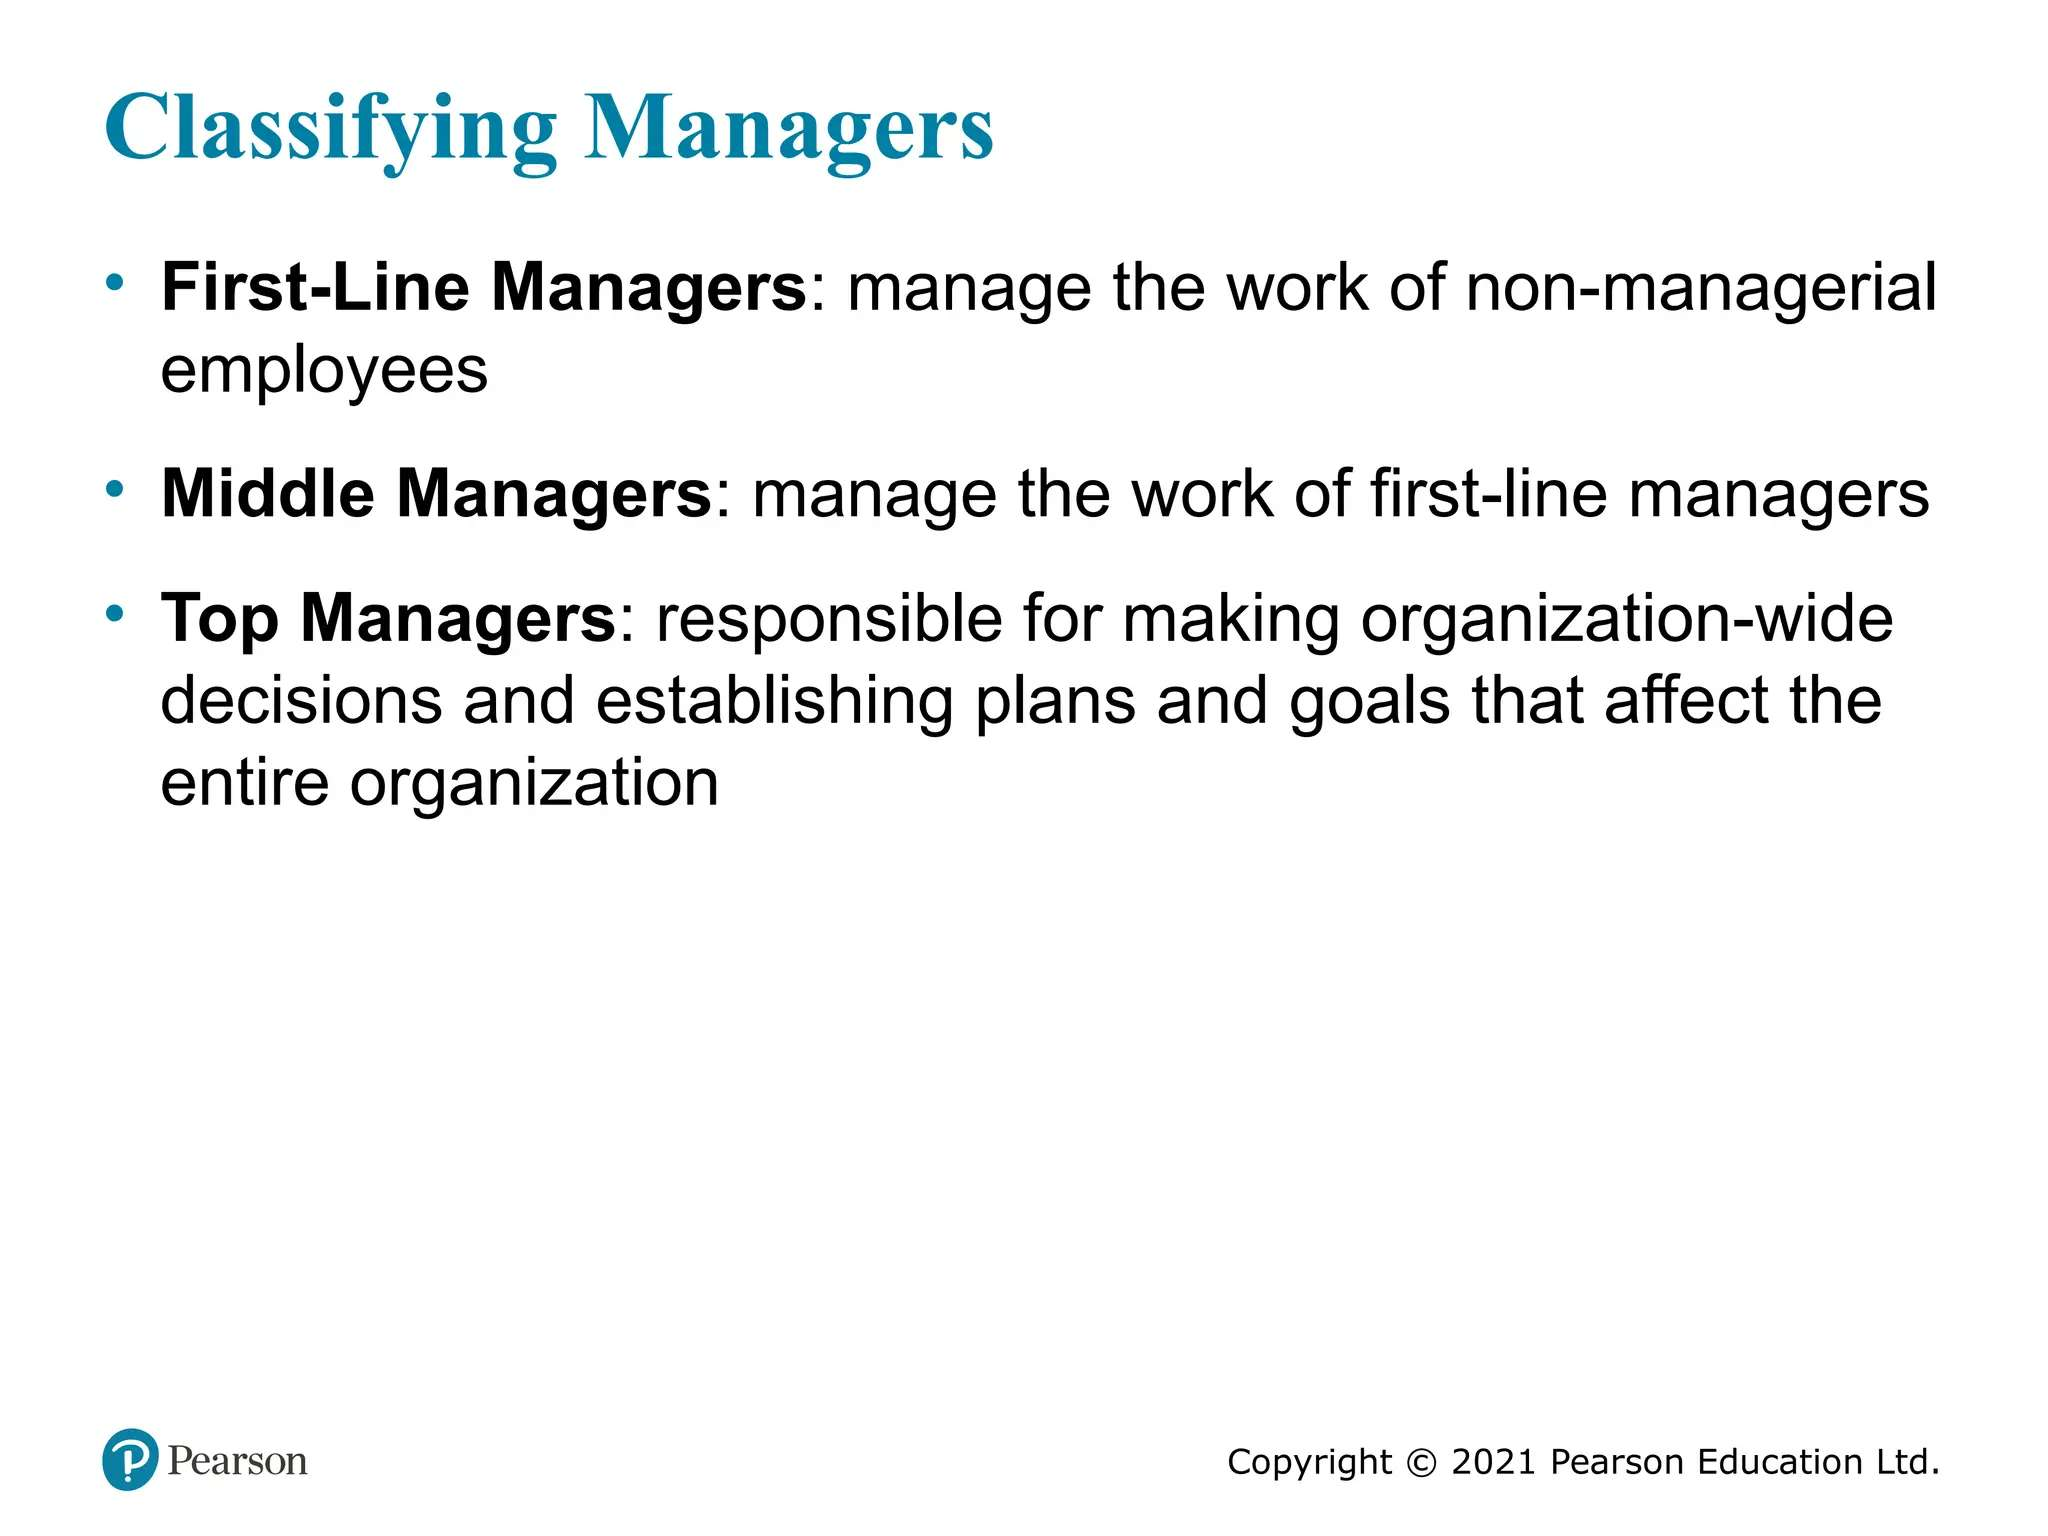 Classifying Managers
• First-Line Managers: manage the work of non-managerial
employees
• Middle Managers: manage the work of first-line managers
• Top Managers: responsible for making organization-wide
decisions and establishing plans and goals that affect the
entire organization
P Pearson
Copyright © 2021 Pearson Education Ltd.